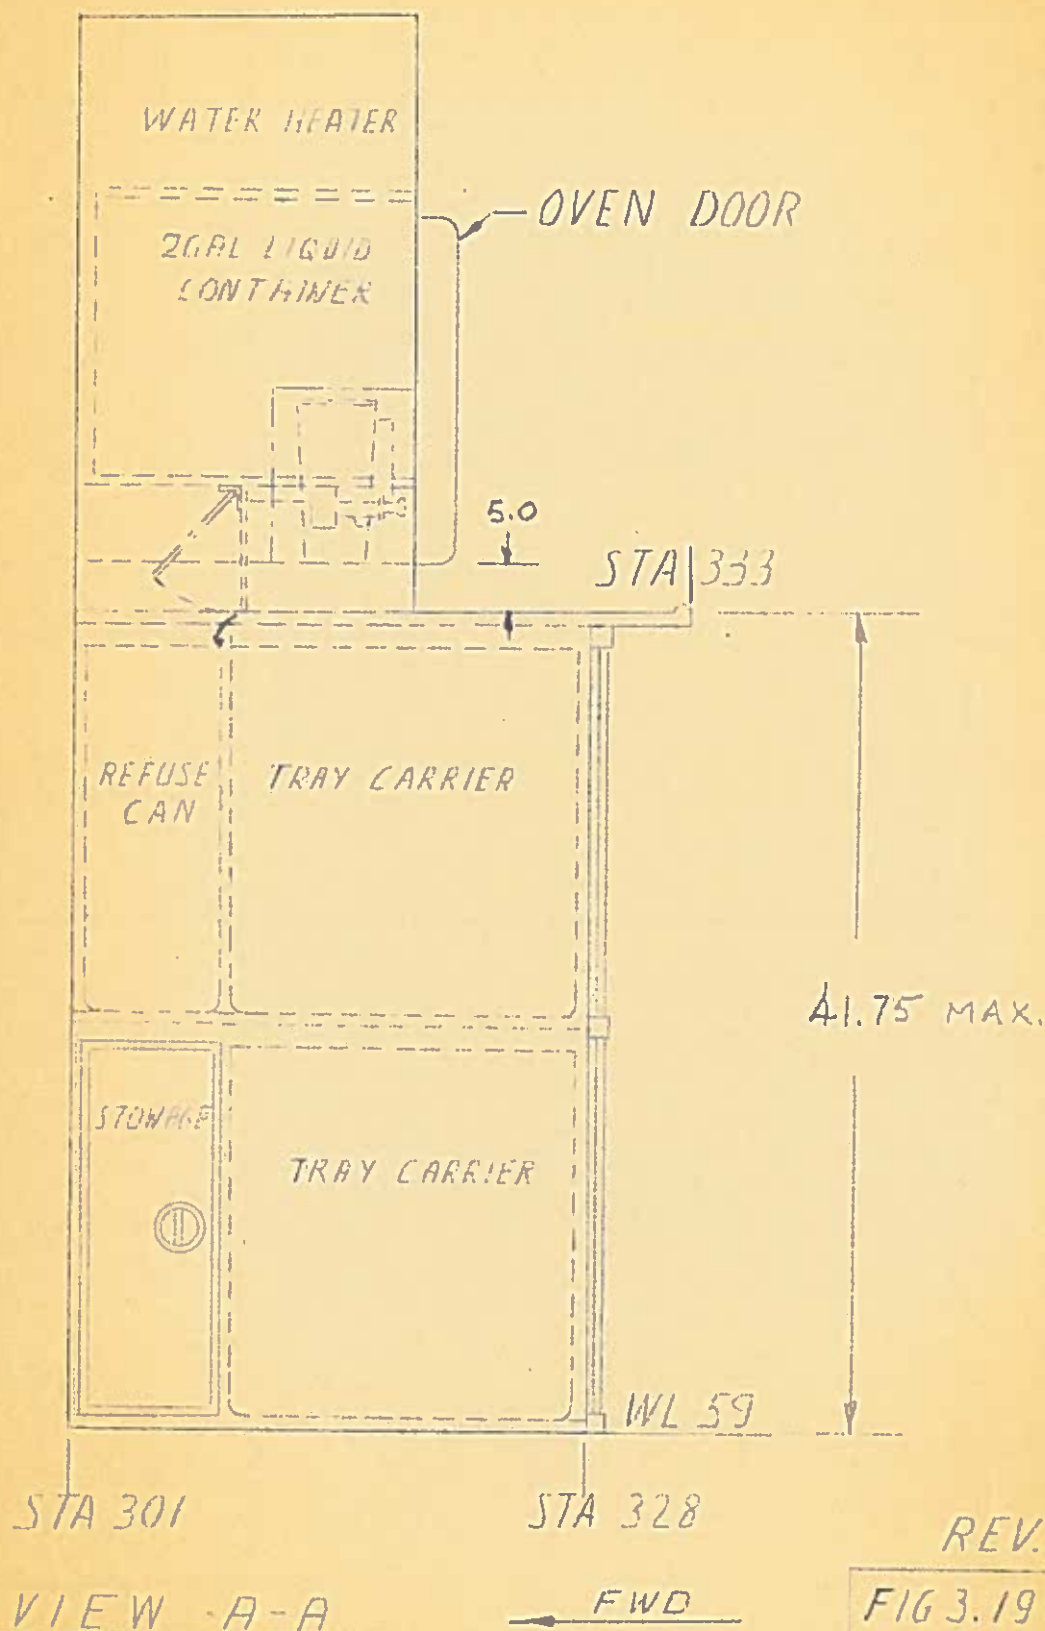 WATER HEATER
2GAL LIQUID
CONTAINER
OVEN DOOR
5.0
STA 333
REFUSE
CAN
TRAY CARRIER
41.75 MAX.
STOWAGE
TRAY CARRIER
WL 59
STA 301
STA 328
REV.
VIEW A-A
FWD
FIG 3.19